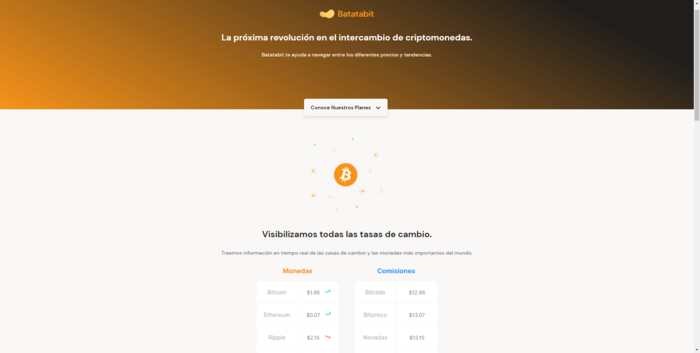 Batatabit
La próxima revolución en el intercambio de criptomonedas.
Batatabit te ayuda a navegar entre los diferentes precios y tendencias.
Conoce Nuestros Planes
Visibilizamos todas las tasas de cambio.
Traemos información en tiempo real de las casas de cambio y las monedas más importantes del mundo.
Monedas Comisiones
Bitcoin $1.96 Bitrade $12.96
Ethereum $0.07 Bitpreco $13.07
Ripple $2.15 Novadax $13.15